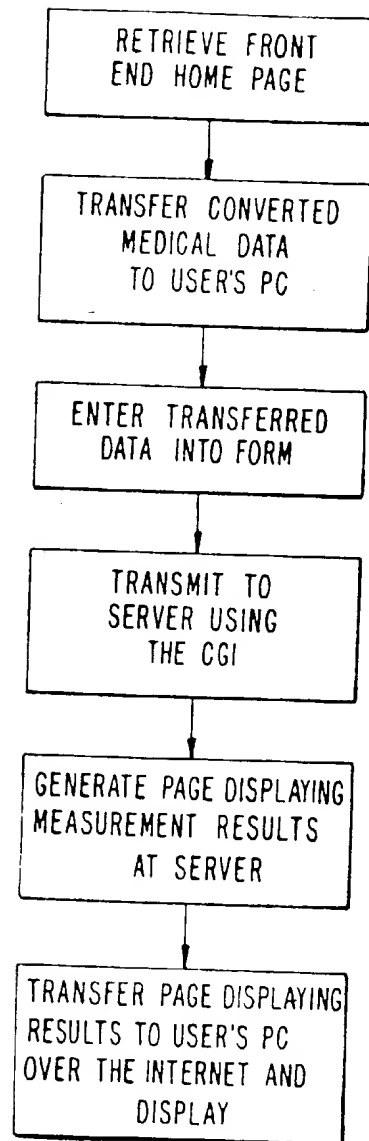 RETRIEVE FRONT
END HOME PAGE
TRANSFER CONVERTED
MEDICAL DATA
TO USER'S PC
ENTER TRANSFERRED
DATA INTO FORM
TRANSMIT TO
SERVER USING
THE CGI
GENERATE PAGE DISPLAYING
MEASUREMENT RESULTS
AT SERVER
TRANSFER PAGE DISPLAYING
RESULTS TO USER'S PC
OVER THE INTERNET AND
DISPLAY